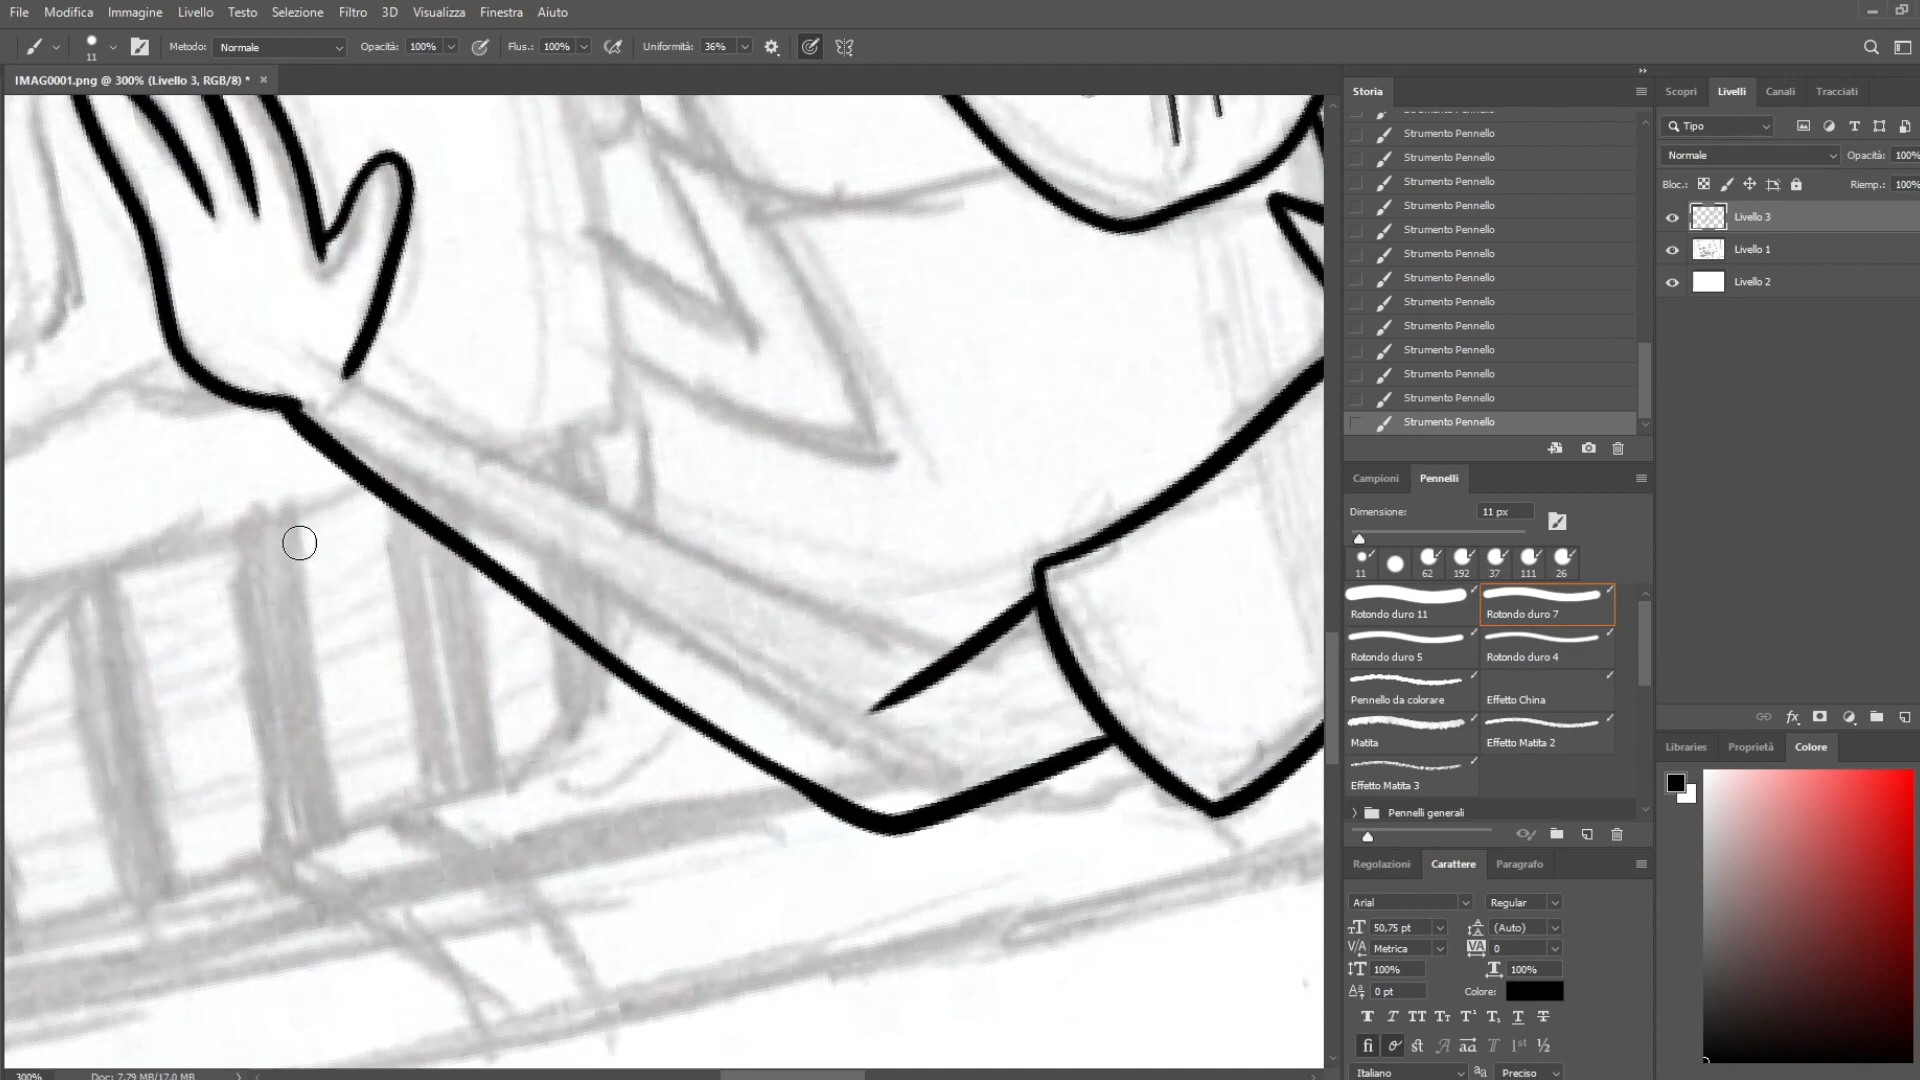 File Modifica Immagine Livello Testo Selezione Filtro 3D Visualizza Finestra Aiuto
11 Metodo: Normale Opacità: 100% Flus.: 100% Uniformità: 36%
IMAG0001.png @ 300% (Livello 3, RGB/8) * ×
Storia
Strumento Pennello
Strumento Pennello
Strumento Pennello
Strumento Pennello
Strumento Pennello
Strumento Pennello
Strumento Pennello
Strumento Pennello
Strumento Pennello
Strumento Pennello
Strumento Pennello
Strumento Pennello
Strumento Pennello
Campioni Pennelli
Dimensione: 11 px
11 62 192 37 111 26
Rotondo duro 11 Rotondo duro 7
Rotondo duro 5 Rotondo duro 4
Pennello da colorare Effetto China
Matita Effetto Matita 2
Effetto Matita 3
Pennelli generali
Regolazioni Carattere Paragrafo
Arial Regular
50,75 pt (Auto)
Metrica 0
100% 100%
0 pt Colore:
Italiano Preciso
Scopri Livelli Canali Tracciati
Tipo
Normale Opacità: 100%
Bloc.: Riemp.: 100%
Livello 3
Livello 1
Livello 2
Libraries Proprietà Colore
300% Doc: 7,79 MB/17,0 MB